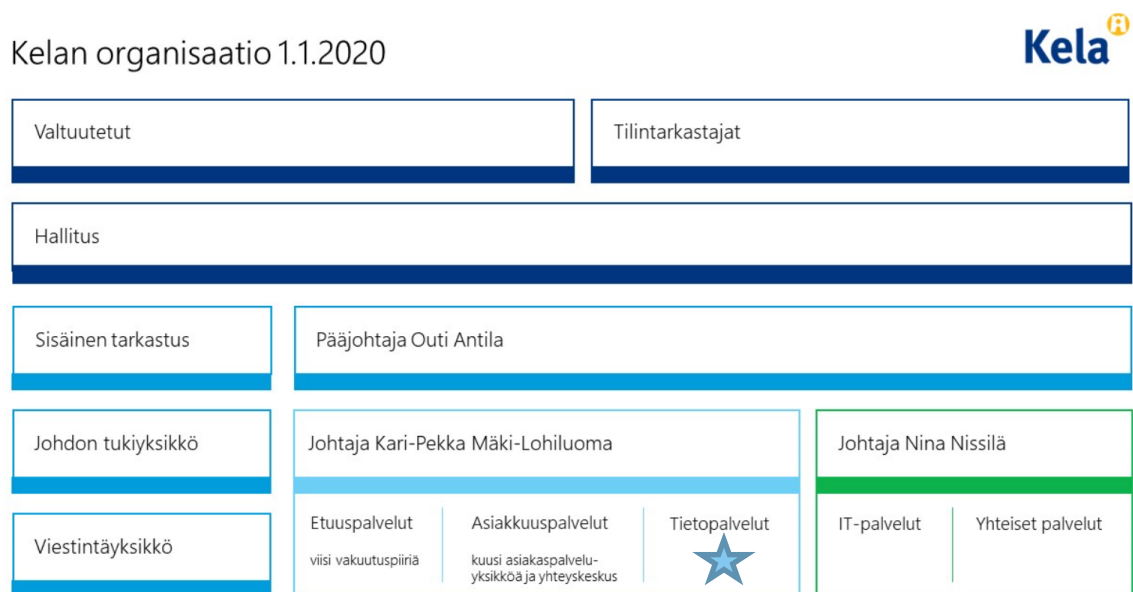 Kelan organisaatio 1.1.2020
Kela
Valtuutetut
Tilintarkastajat
Hallitus
Sisäinen tarkastus
Pääjohtaja Outi Antila
Johdon tukiyksikkö
Johtaja Kari-Pekka Mäki-Lohiluoma
Johtaja Nina Nissilä
Viestintäyksikkö
Etuuspalvelut
viisi vakuutuspiiriä
Asiakkuuspalvelut
kuusi asiakaspalvelu-
yksikköä ja yhteyskeskus
Tietopalvelut
IT-palvelut
Yhteiset palvelut